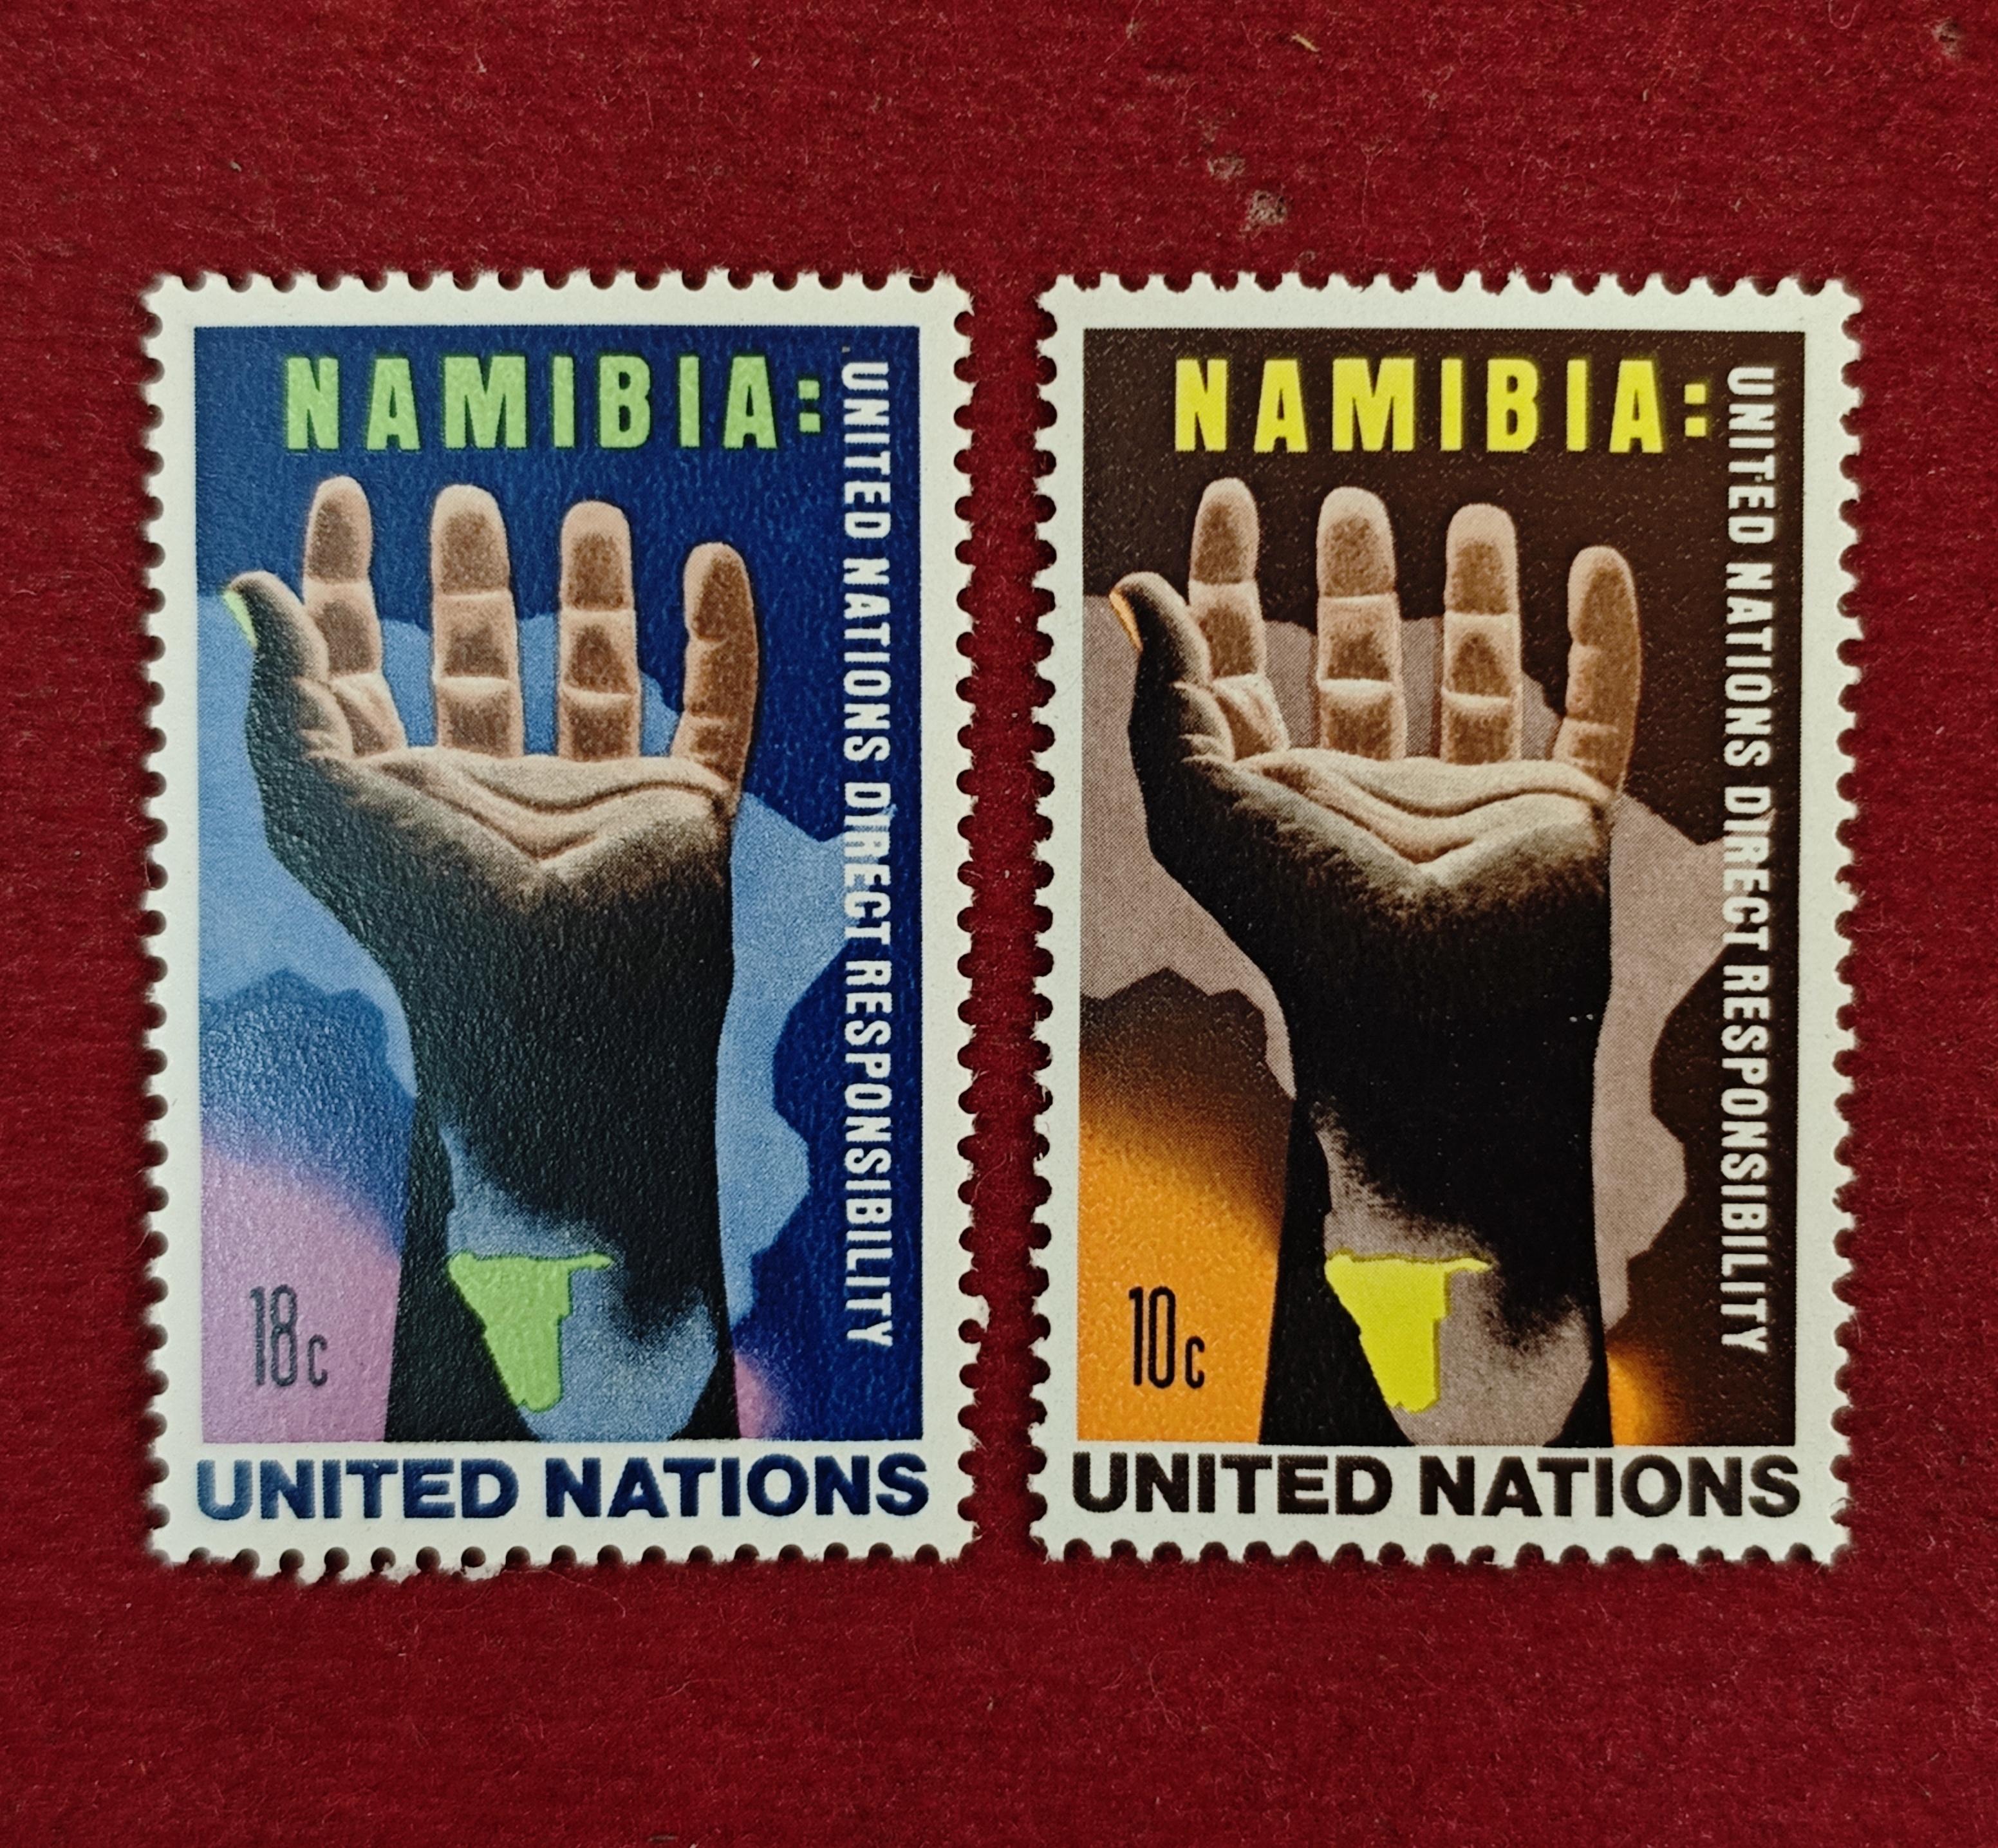 NAMIBIA:
UNITED NATIONS DIRECT RESPONSIBILITY
18c
UNITED NATIONS
NAMIBIA:
UNITED NATIONS DIRECT RESPONSIBILITY
10c
UNITED NATIONS